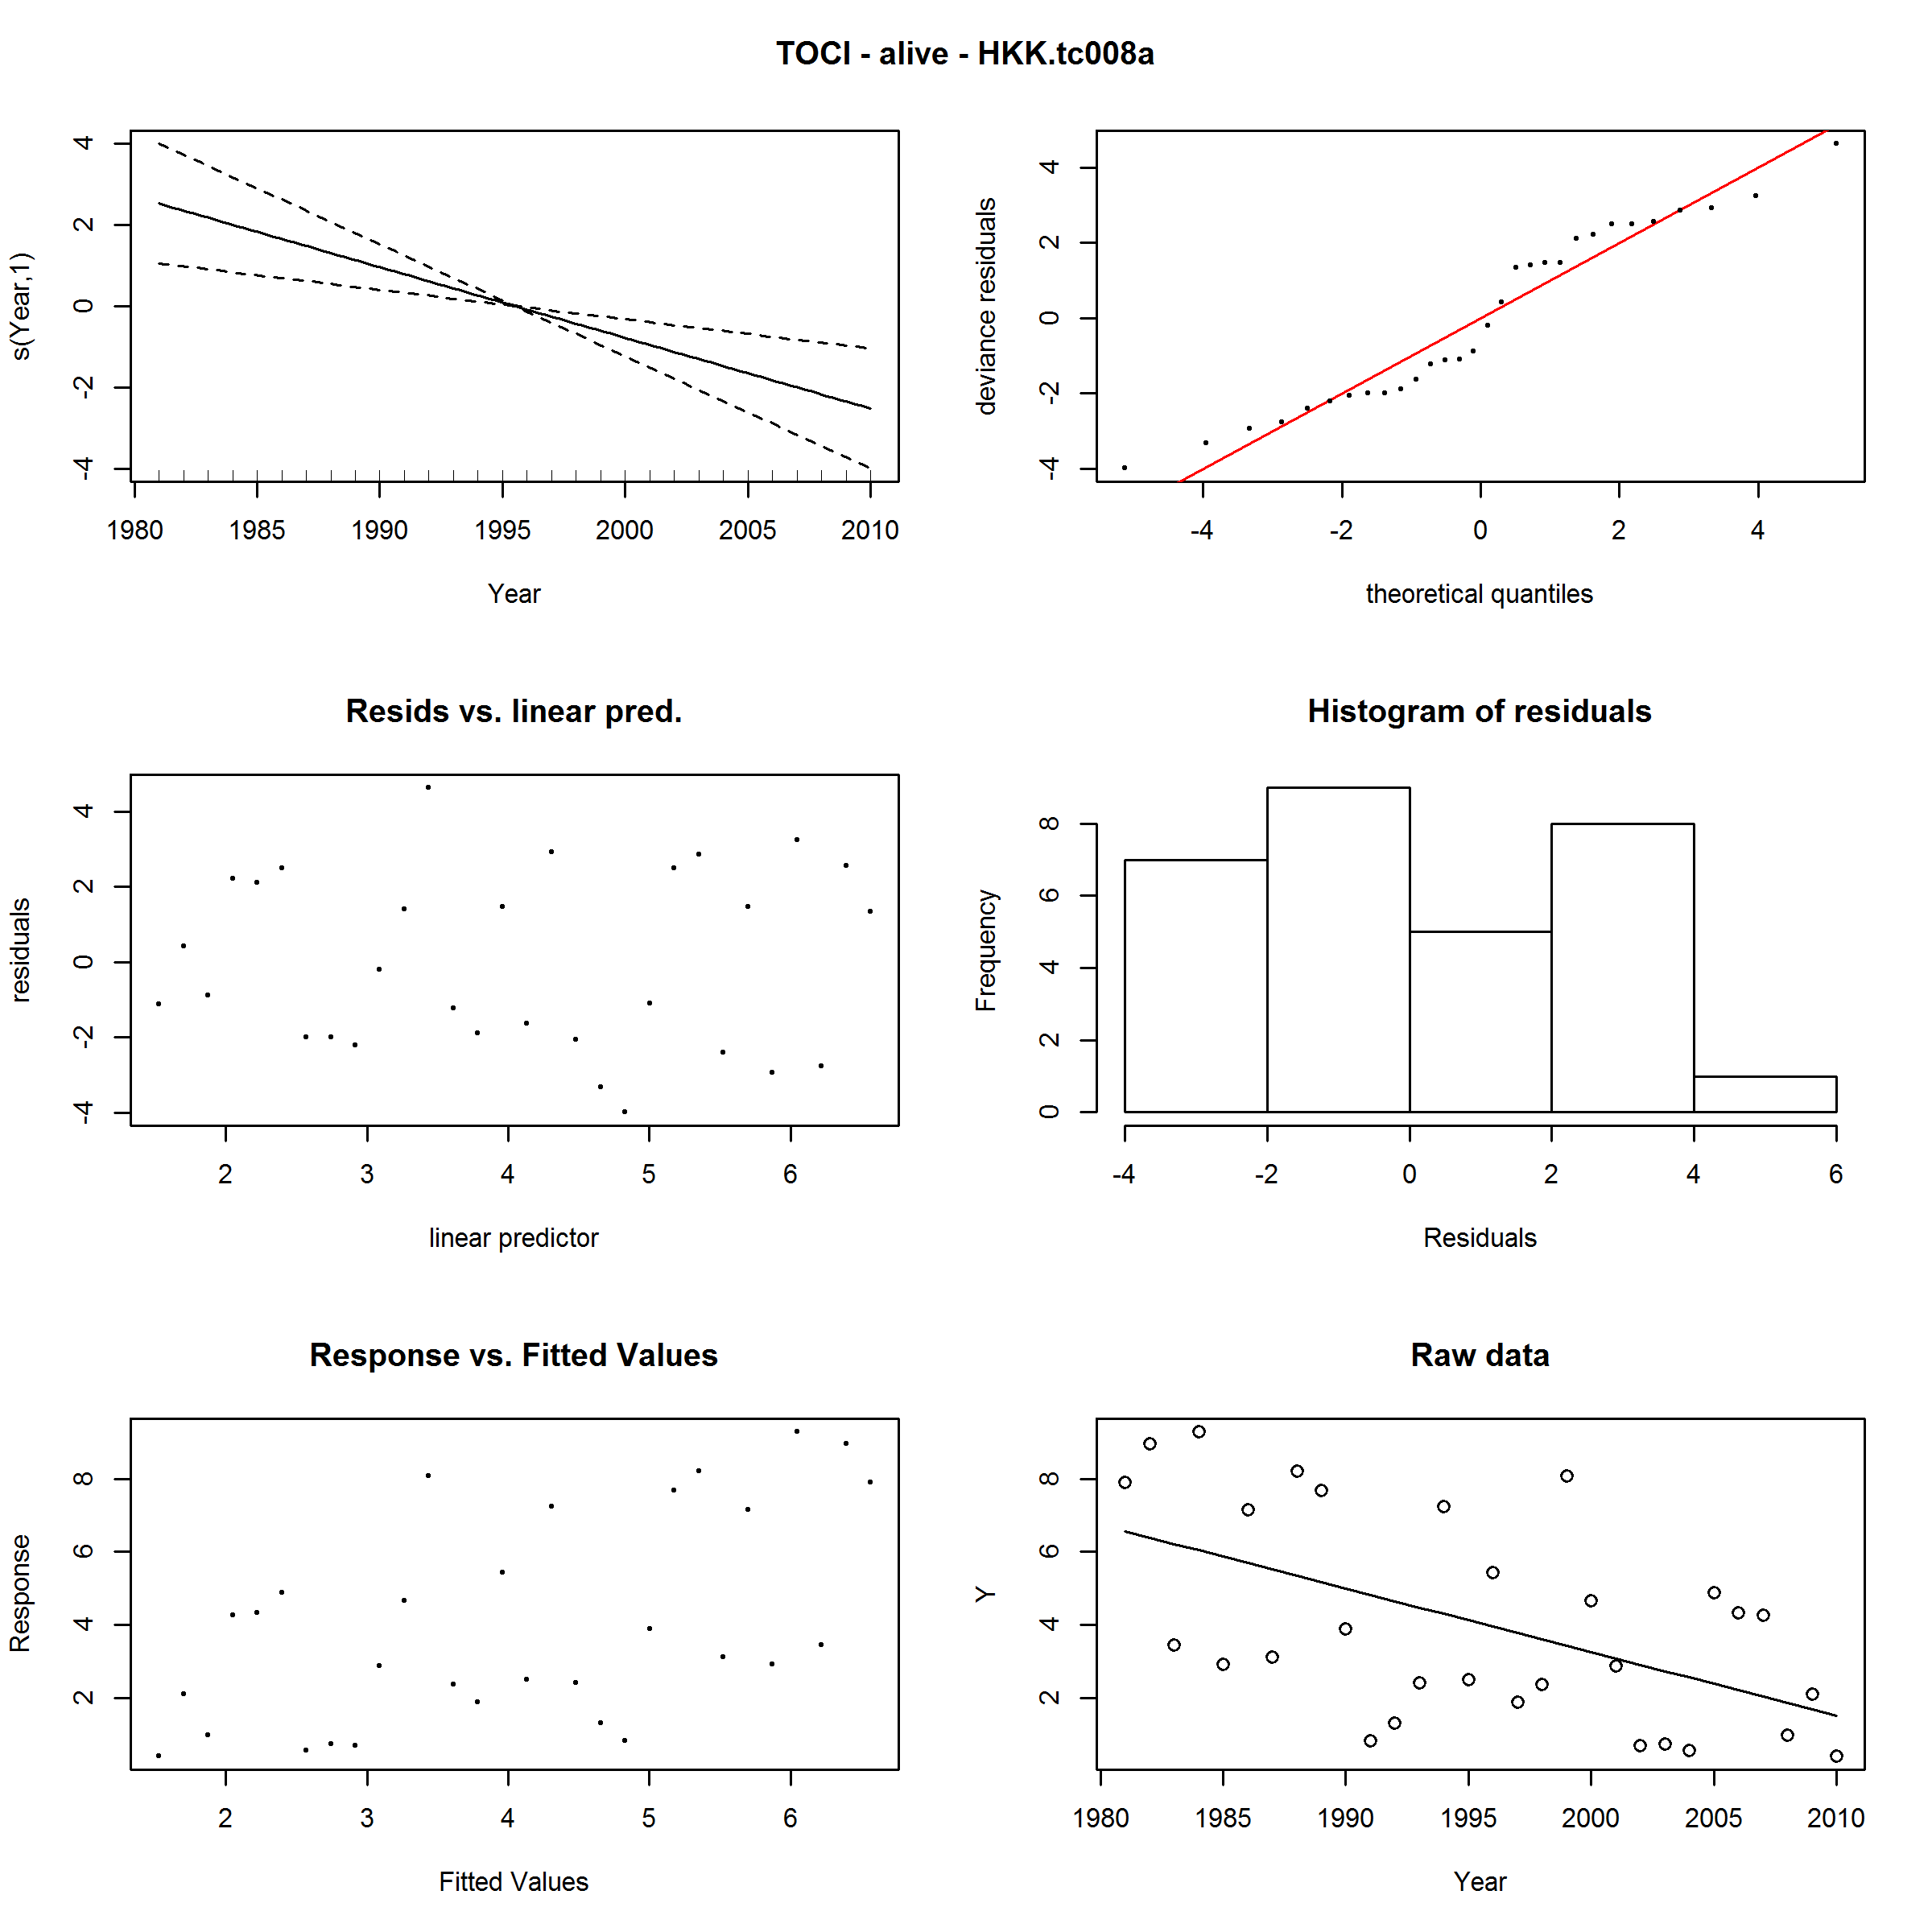 TOCI - alive - HKK.tc008a
s(Year,1)
4
2
0
-2
-4
1980 1985 1990 1995 2000 2005 2010
Year
deviance residuals
4
2
0
-2
-4
-4 -2 0 2 4
theoretical quantiles
Resids vs. linear pred.
residuals
4
2
0
-2
-4
2 3 4 5 6
linear predictor
Histogram of residuals
Frequency
8
6
4
2
0
-4 -2 0 2 4 6
Residuals
Response vs. Fitted Values
Response
8
6
4
2
2 3 4 5 6
Fitted Values
Raw data
Y
8
6
4
2
1980 1985 1990 1995 2000 2005 2010
Year